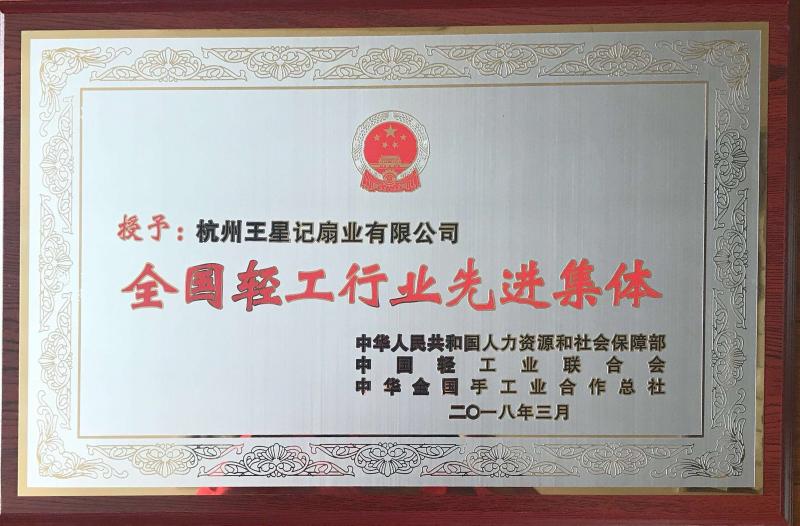 授予：杭州王星记扇业有限公司
全国轻工行业先进集体
中华人民共和国人力资源和社会保障部
中国轻工业联合会
中华全国手工业合作总社
二〇一八年三月